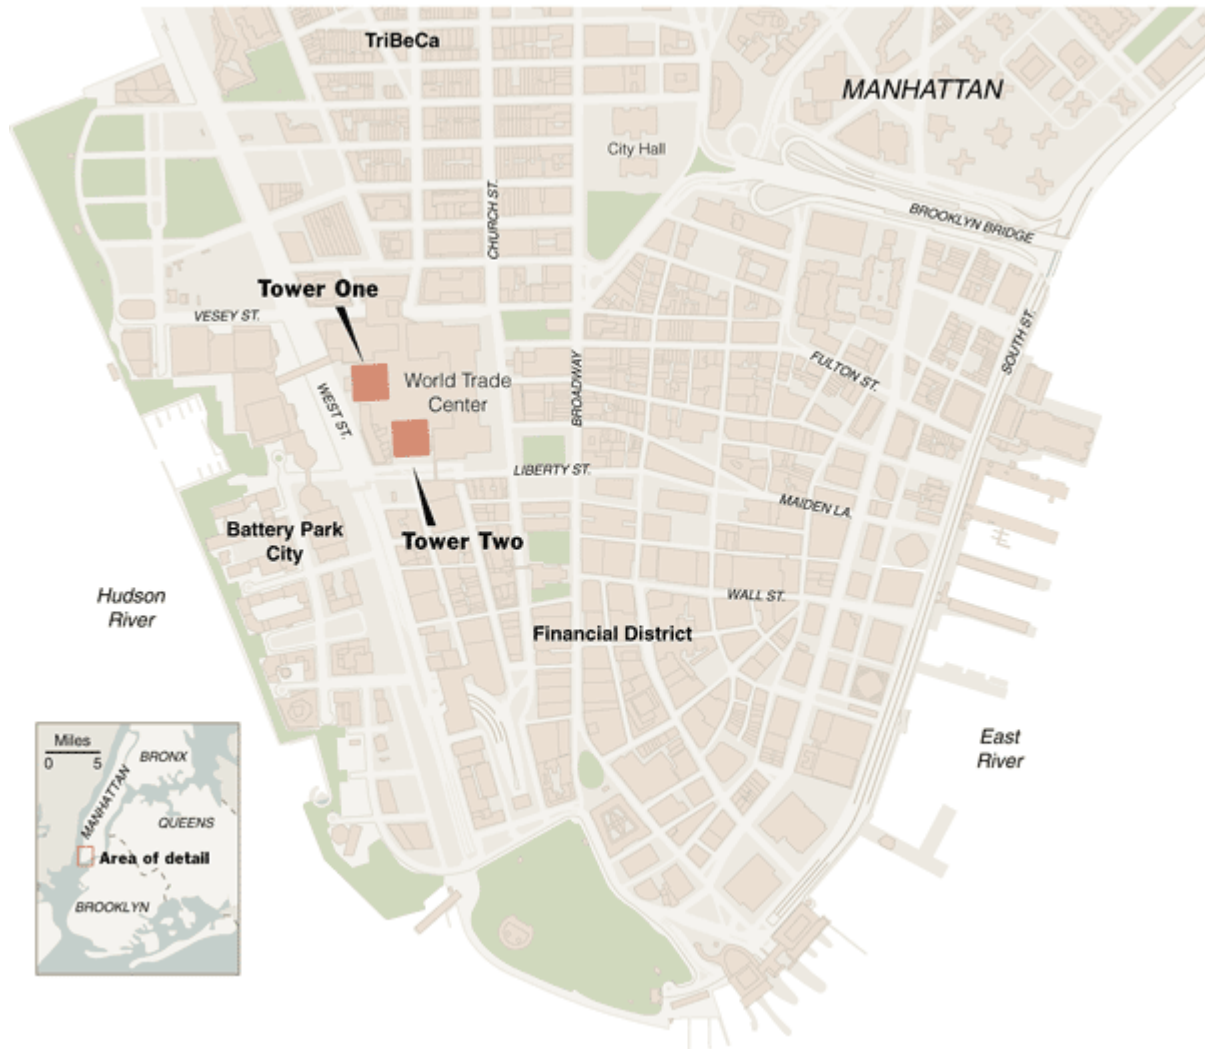 TriBeCa
MANHATTAN
City Hall
CHURCH ST.
BROOKLYN BRIDGE
Tower One
VESEY ST.
SOUTH ST.
FULTON ST.
World Trade
Center
BROADWAY
WEST ST.
LIBERTY ST.
MAIDEN LA.
Battery Park
City
Tower Two
Hudson
River
WALL ST.
Financial District
East
River
Miles
0 5
BRONX
MANHATTAN
QUEENS
Area of detail
BROOKLYN